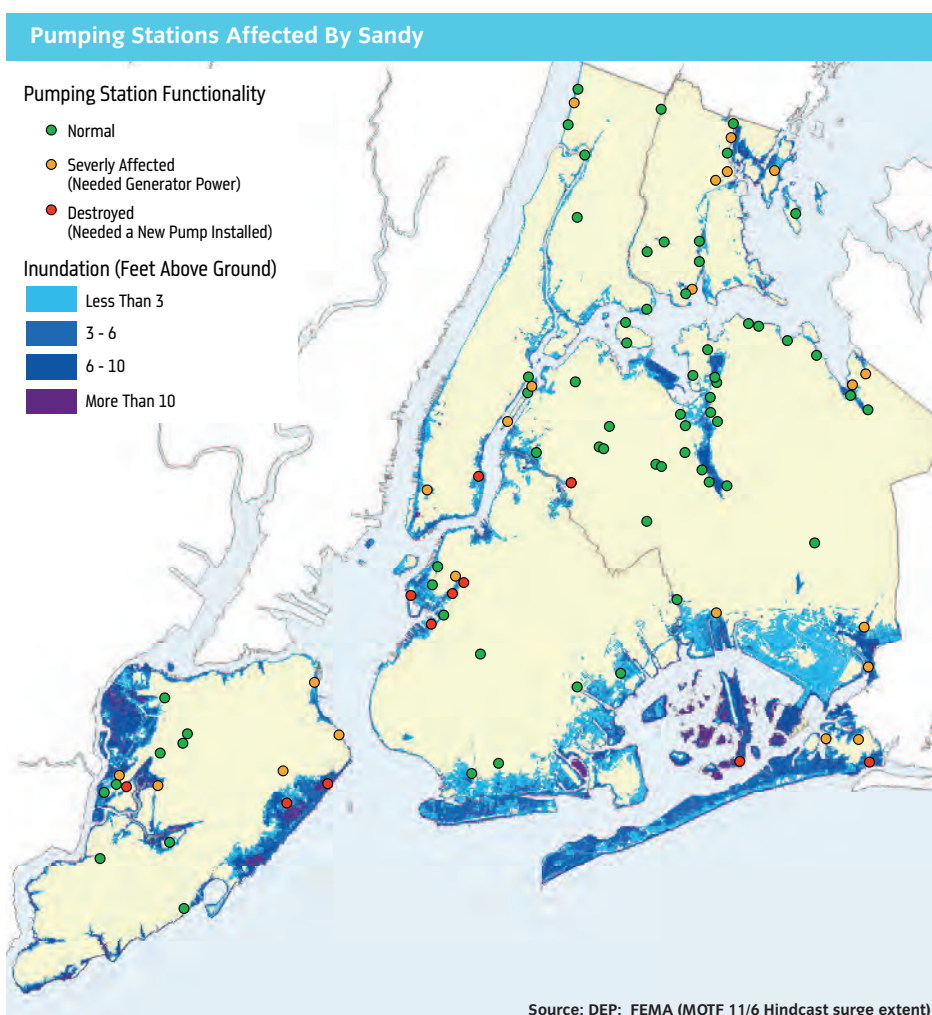 Pumping Stations Affected By Sandy
Pumping Station Functionality
Normal
Severly Affected
(Needed Generator Power)
Destroyed
(Needed a New Pump Installed)
Inundation (Feet Above Ground)
Less Than 3
3 - 6
6 - 10
More Than 10
Source: DEP; FEMA (MOTF 11/6 Hindcast surge extent)